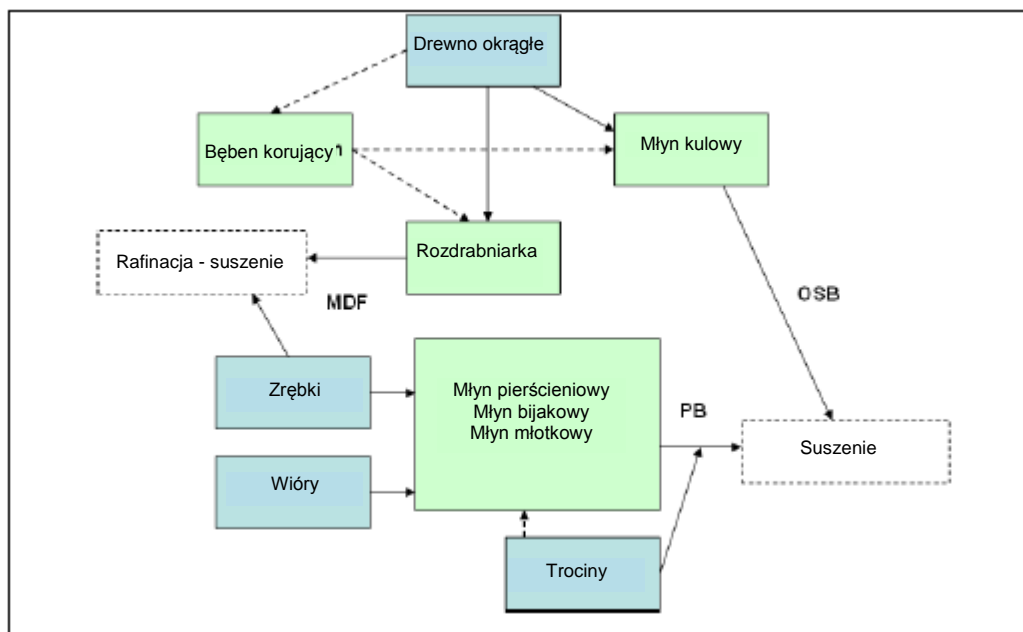 Drewno okrągłe
Bęben korujący
Młyn kulowy
Rozdrabniarka
Rafinacja - suszenie
MDF
OSB
Zrębki
Młyn pierścieniowy
Młyn bijakowy
Młyn młotkowy
PB
Suszenie
Wióry
Trociny